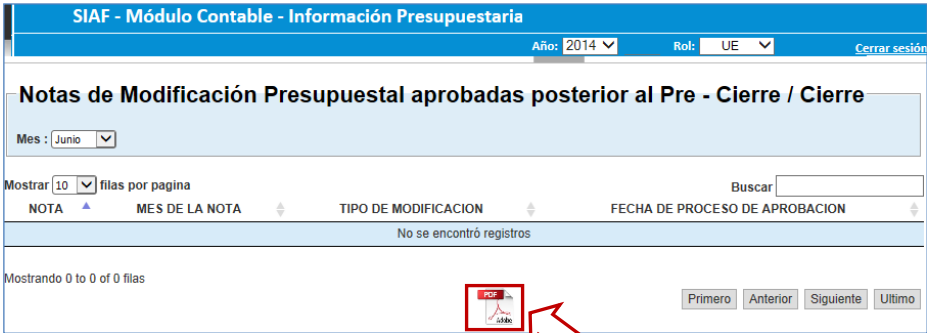 SIAF - Módulo Contable - Información Presupuestaria
Año: 2014 Rol: UE Cerrar sesión
Notas de Modificación Presupuestal aprobadas posterior al Pre - Cierre / Cierre
Mes : Junio
Mostrar 10 filas por pagina Buscar
NOTA MES DE LA NOTA TIPO DE MODIFICACION FECHA DE PROCESO DE APROBACION
No se encontró registros
Mostrando 0 to 0 of 0 filas
PDF
Adobe
Primero Anterior Siguiente Ultimo